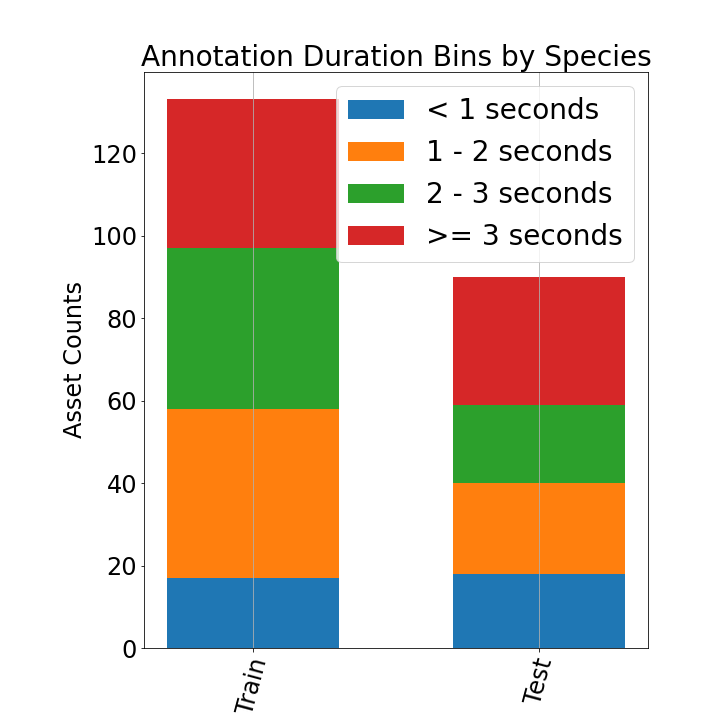 Annotation Duration Bins by Species
< 1 seconds
1 - 2 seconds
2 - 3 seconds
>= 3 seconds
Asset Counts
120
100
80
60
40
20
0
Train
Test